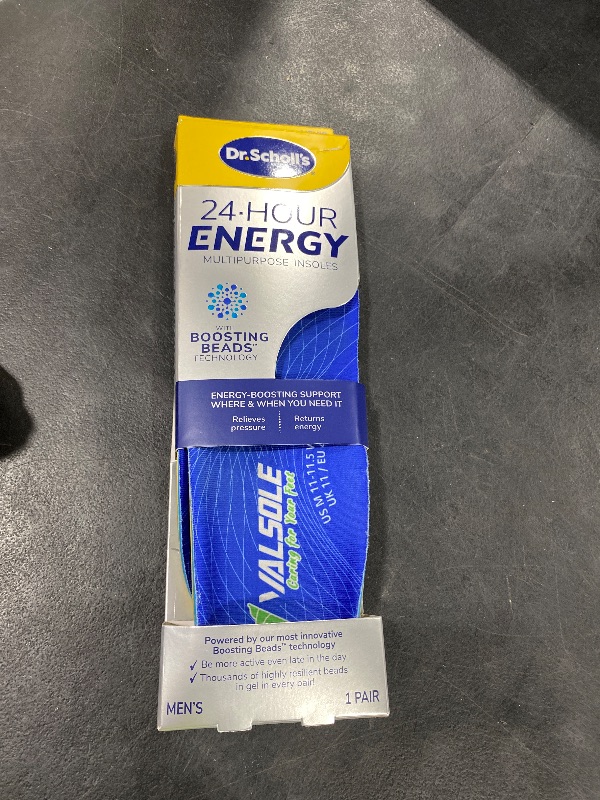 Dr.Scholl's
24-HOUR
ENERGY
MULTIPURPOSE INSOLES
WITH
BOOSTING
BEADS™
TECHNOLOGY
ENERGY-BOOSTING SUPPORT
WHERE & WHEN YOU NEED IT
Relieves
pressure
Returns
energy
VALSOLE
Caring for Your Feet
US M 11-11.5
US UK 11 / EU
Powered by our most innovative
Boosting Beads™ technology
✓ Be more active even late in the day
✓ Thousands of highly resilient beads
in gel in every pair!
MEN'S
1 PAIR